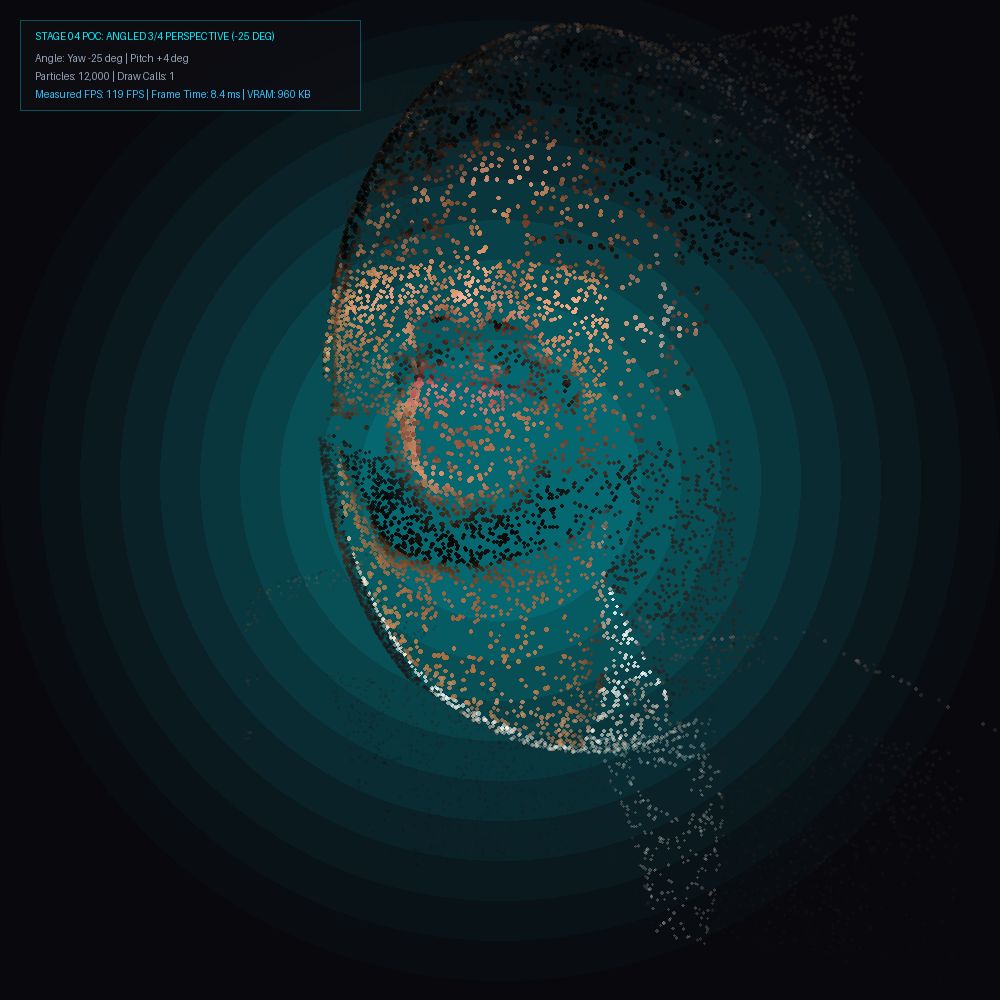 STAGE 04 POC: ANGLED 3/4 PERSPECTIVE (-25 DEG)
Angle: Yaw -25 deg | Pitch +4 deg
Particles: 12,000 | Draw Calls: 1
Measured FPS: 119 FPS | Frame Time: 8.4 ms | VRAM: 960 KB